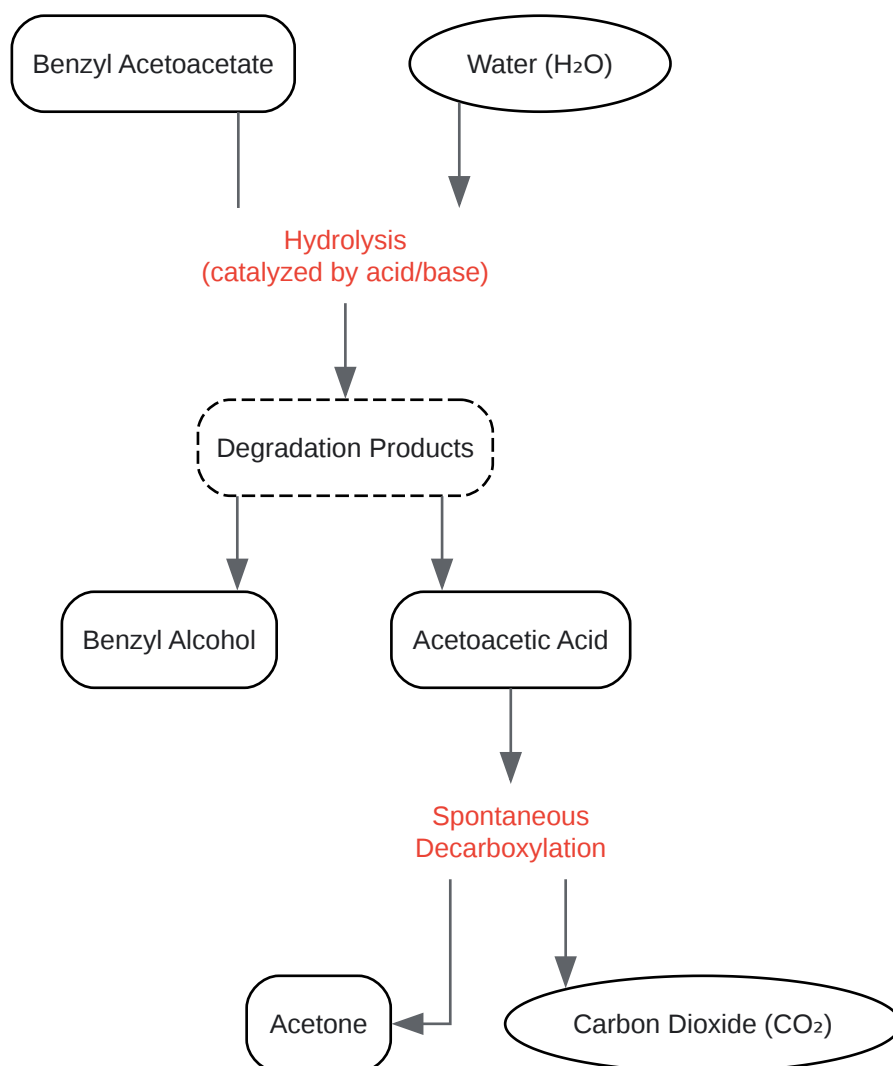 Benzyl Acetoacetate
Water (H₂O)
Hydrolysis
(catalyzed by acid/base)
Degradation Products
Benzyl Alcohol
Acetoacetic Acid
Spontaneous
Decarboxylation
Acetone
Carbon Dioxide (CO₂)